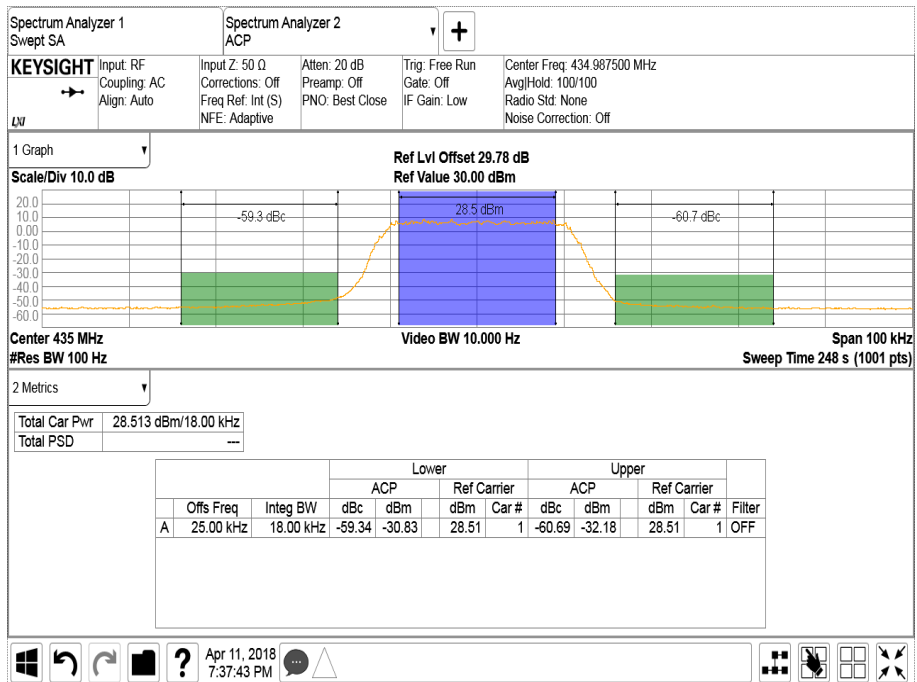 Spectrum Analyzer 1
Swept SA
Spectrum Analyzer 2
ACP
+
KEYSIGHT
LXI
Input: RF
Coupling: AC
Align: Auto
Input Z: 50 Ω
Corrections: Off
Freq Ref: Int (S)
NFE: Adaptive
Atten: 20 dB
Preamp: Off
PNO: Best Close
Trig: Free Run
Gate: Off
IF Gain: Low
Center Freq: 434.987500 MHz
Avg|Hold: 100/100
Radio Std: None
Noise Correction: Off
1 Graph
Scale/Div 10.0 dB
Ref Lvl Offset 29.78 dB
Ref Value 30.00 dBm
20.0
10.0
0.00
-10.0
-20.0
-30.0
-40.0
-50.0
-60.0
-59.3 dBc
28.5 dBm
-60.7 dBc
Center 435 MHz
#Res BW 100 Hz
Video BW 10.000 Hz
Span 100 kHz
Sweep Time 248 s (1001 pts)
2 Metrics
Total Car Pwr 28.513 dBm/18.00 kHz
Total PSD ---
Lower Upper
ACP Ref Carrier ACP Ref Carrier
Offs Freq Integ BW dBc dBm dBm Car # dBc dBm dBm Car # Filter
A 25.00 kHz 18.00 kHz -59.34 -30.83 28.51 1 -60.69 -32.18 28.51 1 OFF
?
Apr 11, 2018
7:37:43 PM